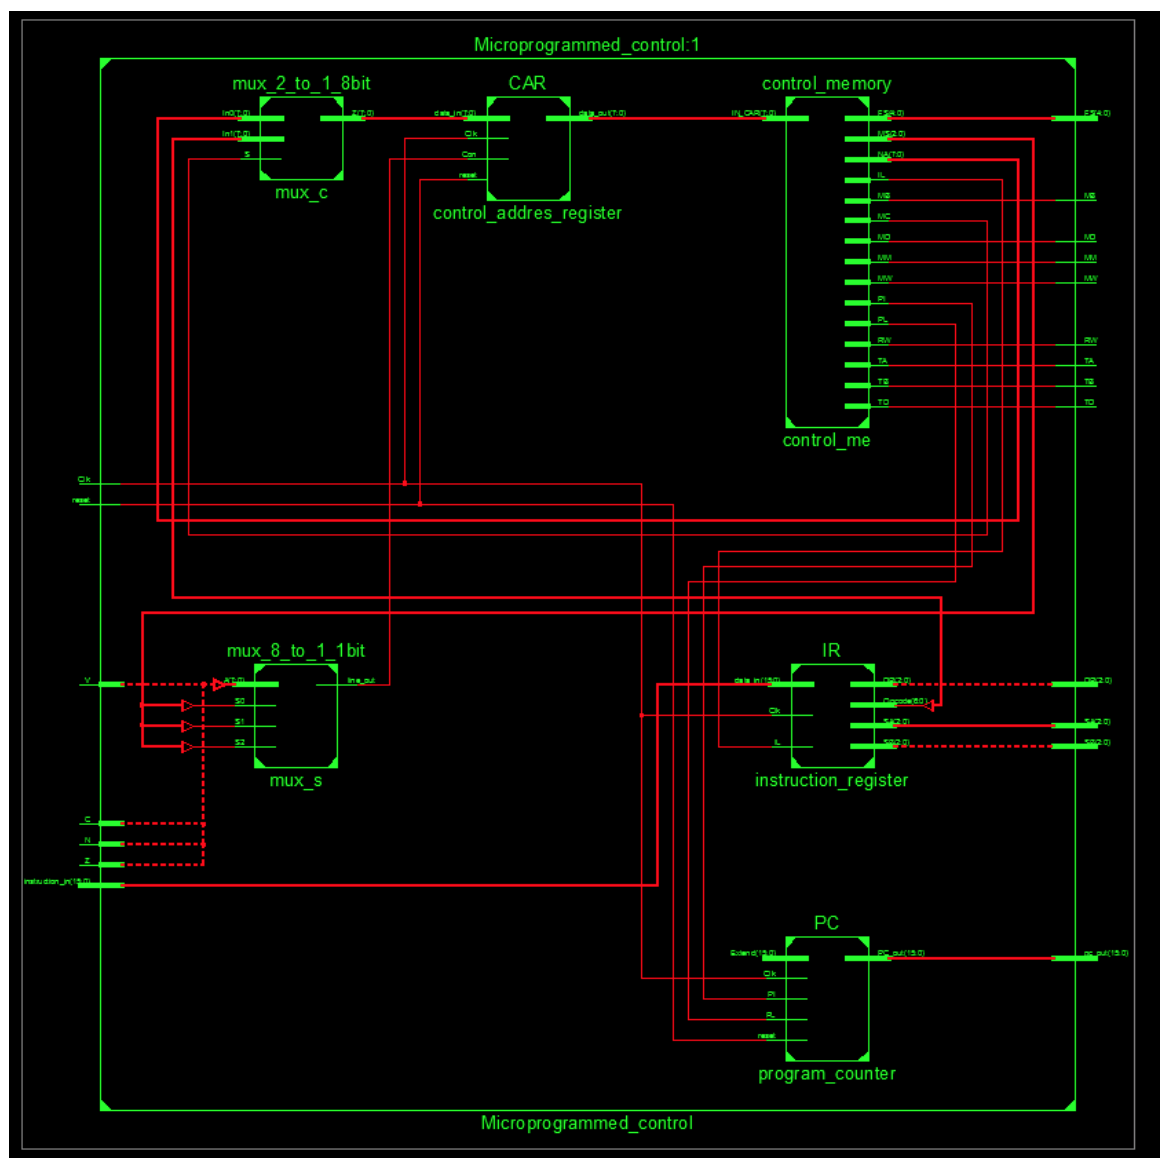 Microprogrammed_control:1
mux_2_to_1_8bit
CAR
control_memory
In0(7:0)
Z(7:0)
data_in(7:0)
data_out(7:0)
IN_CAR(7:0)
FS(4:0)
FS(4:0)
In1(7:0)
Clk
MS(2:0)
S
Con
NA(7:0)
reset
IL
mux_c
MB
MB
control_addres_register
MC
MD
MD
MM
MM
MW
MW
PI
PL
RW
RW
TA
TA
TB
TB
TD
TD
control_me
Clk
reset
mux_8_to_1_1bit
IR
V
A(7:0)
line_out
data_in(15:0)
DR(2:0)
DR(2:0)
S0
Opcode(6:0)
S1
Clk
SA(2:0)
SA(2:0)
S2
IL
SB(2:0)
SB(2:0)
mux_s
instruction_register
C
N
Z
instruction_in(15:0)
PC
Extend(15:0)
PC_out(15:0)
pc_out(15:0)
Clk
PI
PL
reset
program_counter
Microprogrammed_control